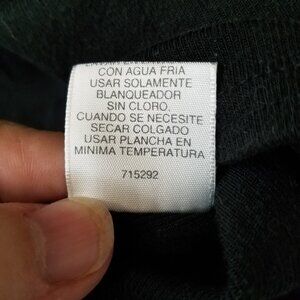 CON AGUA FRIA
USAR SOLAMENTE
BLANQUEADOR
SIN CLORO,
CUANDO SE NECESITE
SECAR COLGADO
USAR PLANCHA EN
MINIMA TEMPERATURA
715292